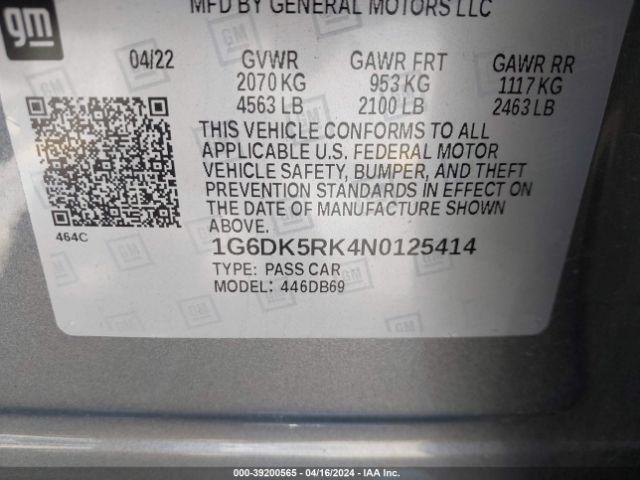 MFD BY GENERAL MOTORS LLC
gm
04/22 GVWR GAWR FRT GAWR RR
2070 KG 953 KG 1117 KG
4563 LB 2100 LB 2463 LB
THIS VEHICLE CONFORMS TO ALL
APPLICABLE U.S. FEDERAL MOTOR
VEHICLE SAFETY, BUMPER, AND THEFT
PREVENTION STANDARDS IN EFFECT ON
THE DATE OF MANUFACTURE SHOWN
ABOVE.
464C
1G6DK5RK4N0125414
TYPE: PASS CAR
MODEL: 446DB69
000-39200565 - 04/16/2024 - IAA Inc.